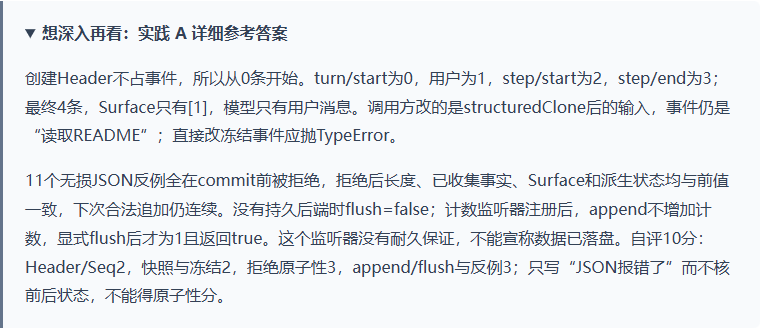 ▼ 想深入再看：实践 A 详细参考答案
创建Header不占事件，所以从0条开始。turn/start为0，用户为1，step/start为2，step/end为3；
最终4条，Surface只有[1]，模型只有用户消息。调用方改的是structuredClone后的输入，事件仍是
“读取README”；直接改冻结事件应抛TypeError。
11个无损JSON反例全在commit前被拒绝，拒绝后长度、已收集事实、Surface和派生状态均与前值
一致，下次合法追加仍连续。没有持久后端时flush=false；计数监听器注册后，append不增加计
数，显式flush后才为1且返回true。这个监听器没有耐久保证，不能宣称数据已落盘。自评10分：
Header/Seq2，快照与冻结2，拒绝原子性3，append/flush与反例3；只写“JSON报错了”而不核
前后状态，不能得原子性分。